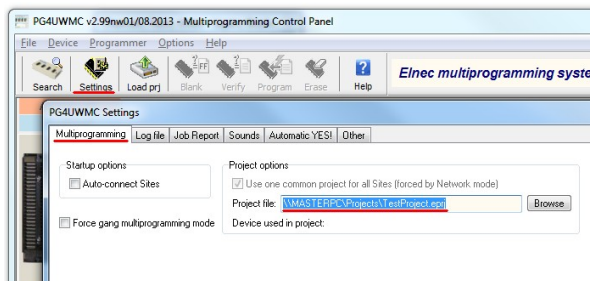 PG4UWMC v2.99nw01/08.2013 - Multiprogramming Control Panel
File Device Programmer Options Help
Search Settings Load prj Blank Verify Program Erase Help
Elnec multiprogramming syste
PG4UWMC Settings
Multiprogramming Log file Job Report Sounds Automatic YES! Other
Startup options Project options
Auto-connect Sites Use one common project for all Sites (forced by Network mode)
Project file: \\MASTERPC\Projects\TestProject.eprj Browse
Force gang multiprogramming mode Device used in project: